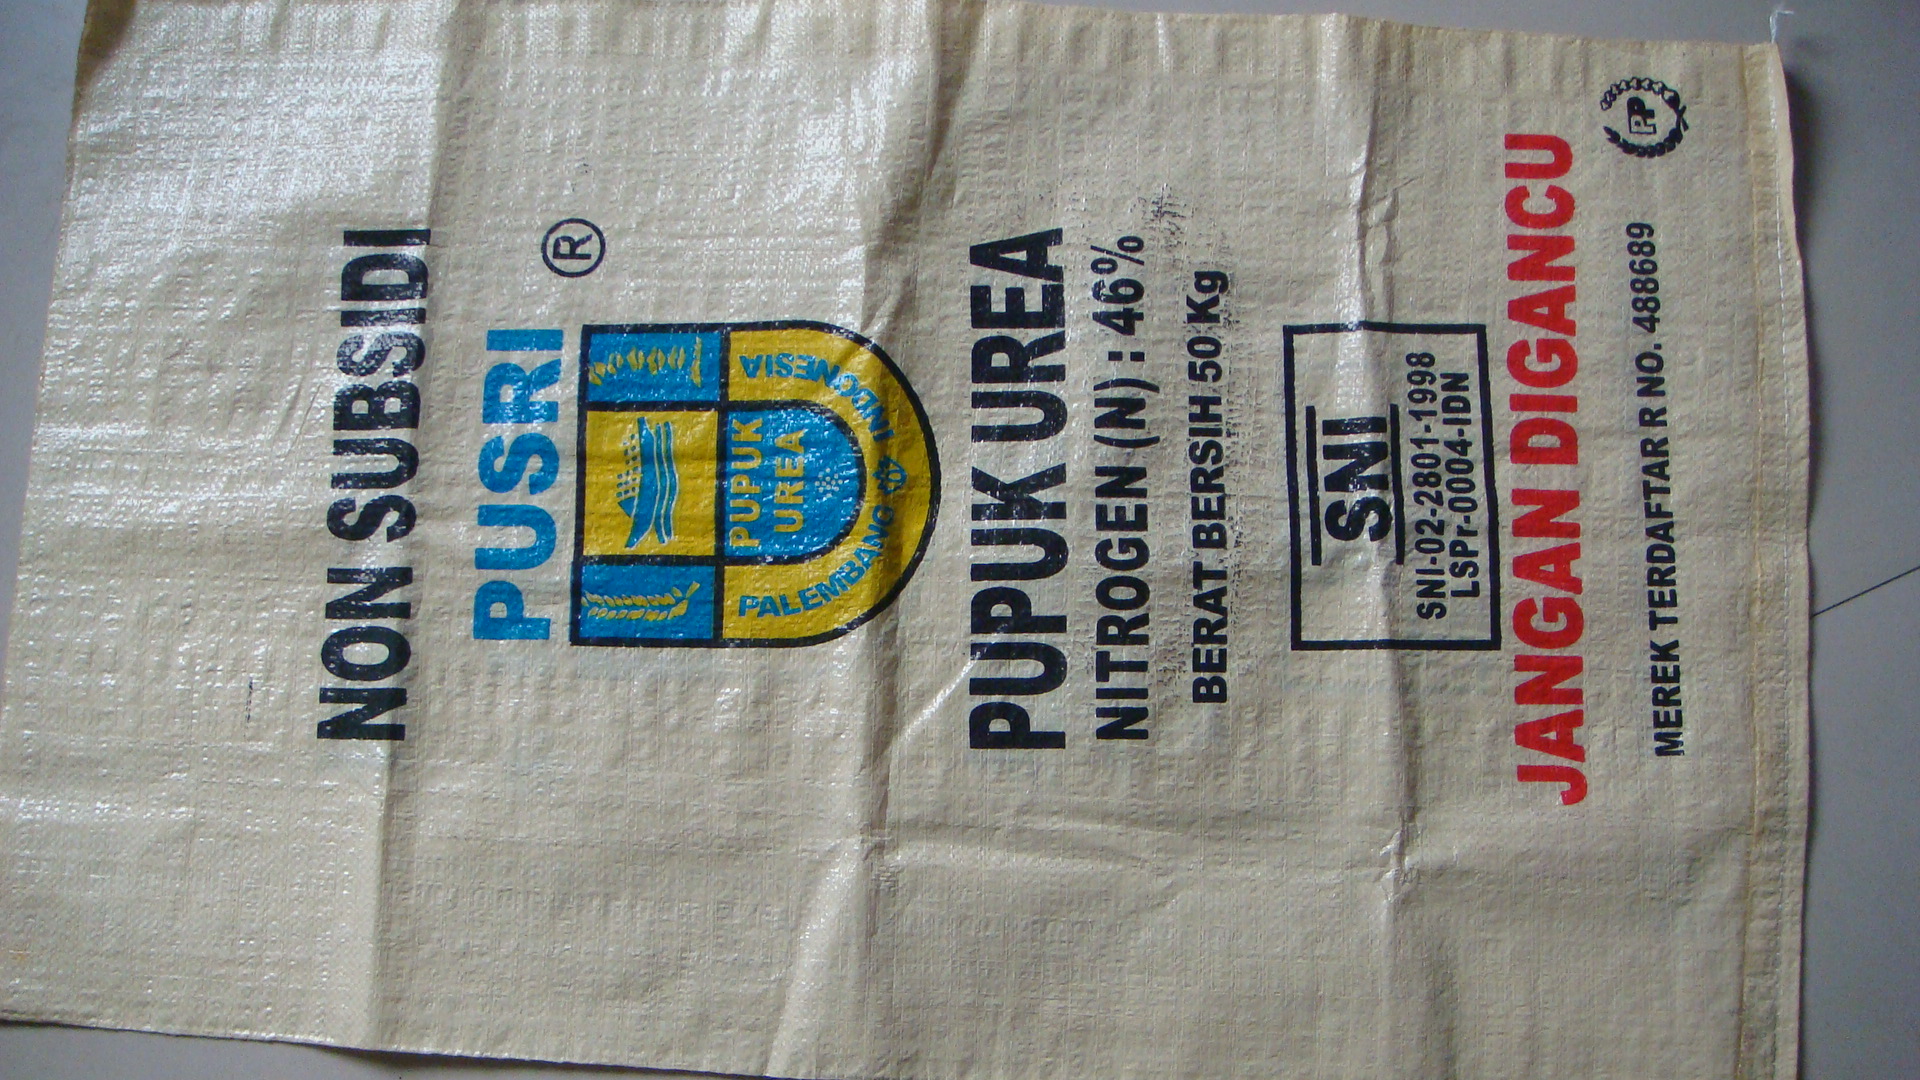 NON SUBSIDI
PUSRI ®
PUPUK
UREA
PALEMBANG INDONESIA
PUPUK UREA
NITROGEN (N) : 46%
BERAT BERSIH 50 Kg
SNI
SNI-02-2801-1998
LSPr-0004-IDN
JANGAN DIGANCU
MEREK TERDAFTAR R NO. 488689
PP